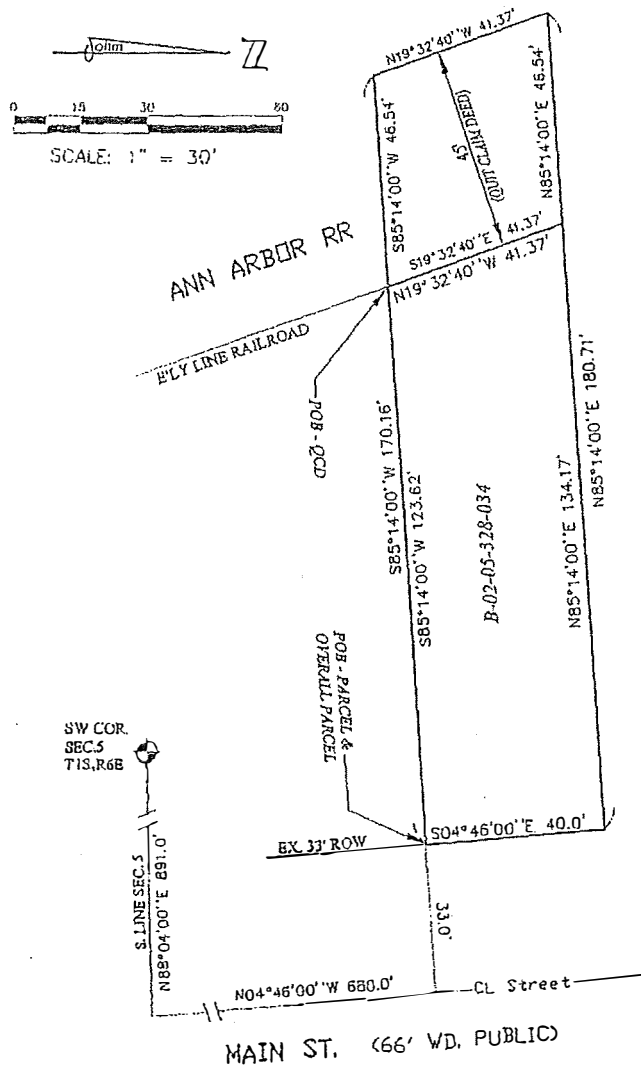 ohm
Z
0 15 30 60
SCALE: 1" = 30'
N19°32'40"W 41.37'
S85°14'00"W 46.54'
45'
(QUIT CLAIM DEED)
N85°14'00"E 46.54'
ANN ARBOR RR
S19°32'40"E 41.37'
N19°32'40"W 41.37'
E'LY LINE RAILROAD
POB - QCD
S85°14'00"W 170.16'
S85°14'00"W 123.62'
B-02-05-328-034
N85°14'00"E 134.17'
N85°14'00"E 180.71'
POB - PARCEL &
OVERALL PARCEL
SW COR.
SEC.5
T1S,R6E
S04°46'00"E 40.0'
EX. 33' ROW
S. LINE SEC.5
N88°04'00"E 891.0'
33.0'
N04°46'00"W 680.0'
CL Street
MAIN ST. (66' WD. PUBLIC)